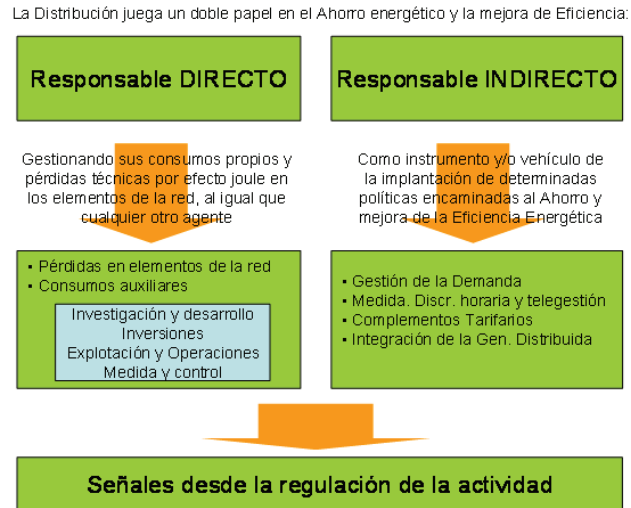 La Distribución juega un doble papel en el Ahorro energético y la mejora de Eficiencia:
Responsable DIRECTO
Gestionando sus consumos propios y
pérdidas técnicas por efecto joule en
los elementos de la red, al igual que
cualquier otro agente
• Pérdidas en elementos de la red
• Consumos auxiliares
Investigación y desarrollo
Inversiones
Explotación y Operaciones
Medida y control
Responsable INDIRECTO
Como instrumento y/o vehículo de
la implantación de determinadas
políticas encaminadas al Ahorro y
mejora de la Eficiencia Energética
• Gestión de la Demanda
• Medida. Discr. horaria y telegestión
• Complementos Tarifarios
• Integración de la Gen. Distribuida
Señales desde la regulación de la actividad